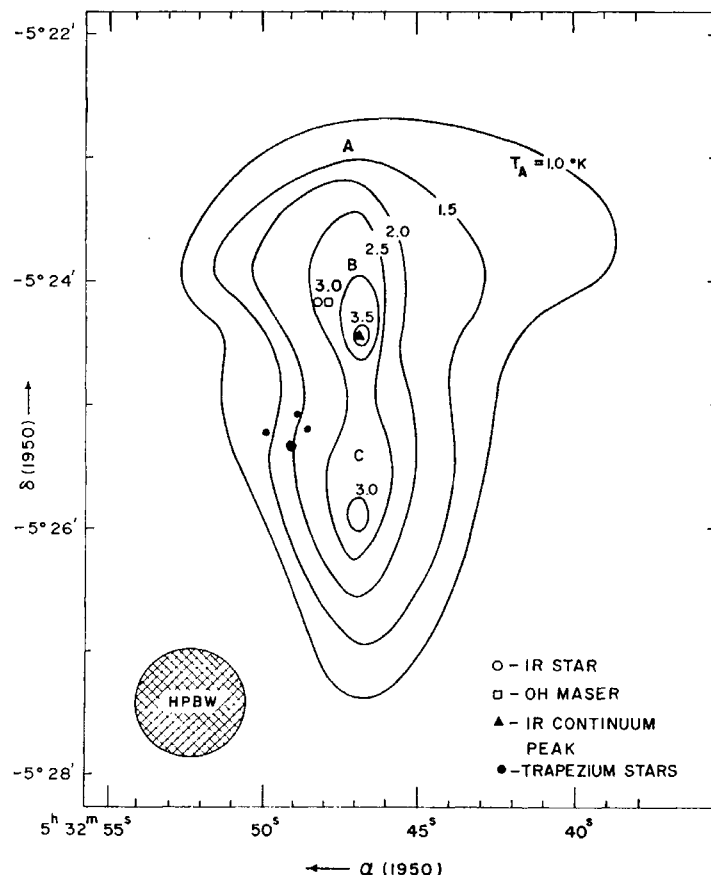 -5° 22'
A
T_A = 1.0 °K
1.5
2.0
2.5
-5° 24'
B
3.0
3.5
δ (1950) →
C
3.0
-5° 26'
HPBW
○ - IR STAR
□ - OH MASER
▲ - IR CONTINUUM
PEAK
● - TRAPEZIUM STARS
-5° 28'
5ʰ 32ᵐ 55ˢ
50ˢ
45ˢ
40ˢ
← α (1950)